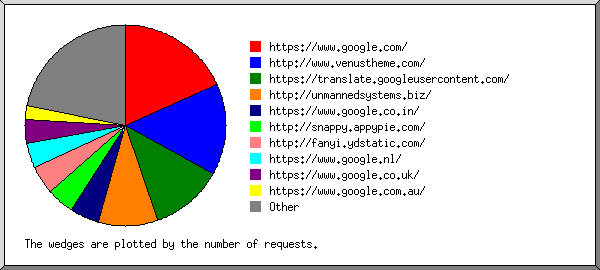 https://www.google.com/
http://www.venustheme.com/
https://translate.googleusercontent.com/
http://unmannedsystems.biz/
https://www.google.co.in/
http://snappy.appypie.com/
http://fanyi.ydstatic.com/
https://www.google.nl/
https://www.google.co.uk/
https://www.google.com.au/
Other
The wedges are plotted by the number of requests.